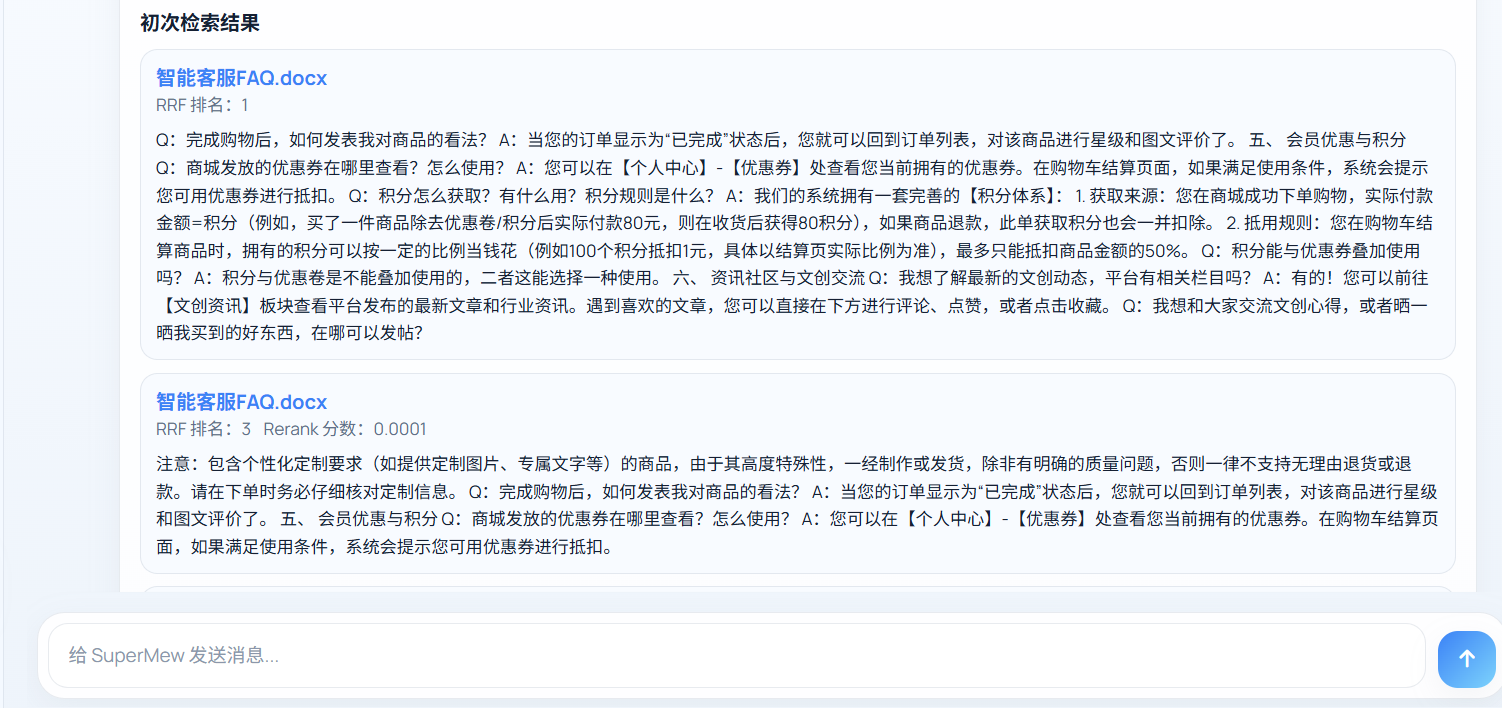 初次检索结果
智能客服FAQ.docx
RRF 排名：1
Q：完成购物后，如何发表我对商品的看法？ A：当您的订单显示为“已完成”状态后，您就可以回到订单列表，对该商品进行星级和图文评价了。 五、 会员优惠与积分
Q：商城发放的优惠券在哪里查看？怎么使用？ A：您可以在【个人中心】-【优惠券】处查看您当前拥有的优惠券。在购物车结算页面，如果满足使用条件，系统会提示
您可用优惠券进行抵扣。 Q：积分怎么获取？有什么用？积分规则是什么？ A：我们的系统拥有一套完善的【积分体系】： 1. 获取来源：您在商城成功下单购物，实际付款
金额=积分（例如，买了一件商品除去优惠卷/积分后实际付款80元，则在收货后获得80积分），如果商品退款，此单获取积分也会一并扣除。 2. 抵用规则：您在购物车结
算商品时，拥有的积分可以按一定的比例当钱花（例如100个积分抵扣1元，具体以结算页实际比例为准），最多只能抵扣商品金额的50%。 Q：积分能与优惠券叠加使用
吗？ A：积分与优惠卷是不能叠加使用的，二者这能选择一种使用。 六、 资讯社区与文创交流 Q：我想了解最新的文创动态，平台有相关栏目吗？ A：有的！您可以前往
【文创资讯】板块查看平台发布的最新文章和行业资讯。遇到喜欢的文章，您可以直接在下方进行评论、点赞，或者点击收藏。 Q：我想和大家交流文创心得，或者晒一
晒我买到的好东西，在哪可以发帖？
智能客服FAQ.docx
RRF 排名：3 Rerank 分数：0.0001
注意：包含个性化定制要求（如提供定制图片、专属文字等）的商品，由于其高度特殊性，一经制作或发货，除非有明确的质量问题，否则一律不支持无理由退货或退
款。请在下单时务必仔细核对定制信息。 Q：完成购物后，如何发表我对商品的看法？ A：当您的订单显示为“已完成”状态后，您就可以回到订单列表，对该商品进行星级
和图文评价了。 五、 会员优惠与积分 Q：商城发放的优惠券在哪里查看？怎么使用？ A：您可以在【个人中心】-【优惠券】处查看您当前拥有的优惠券。在购物车结算页
面，如果满足使用条件，系统会提示您可用优惠券进行抵扣。
给 SuperMew 发送消息...